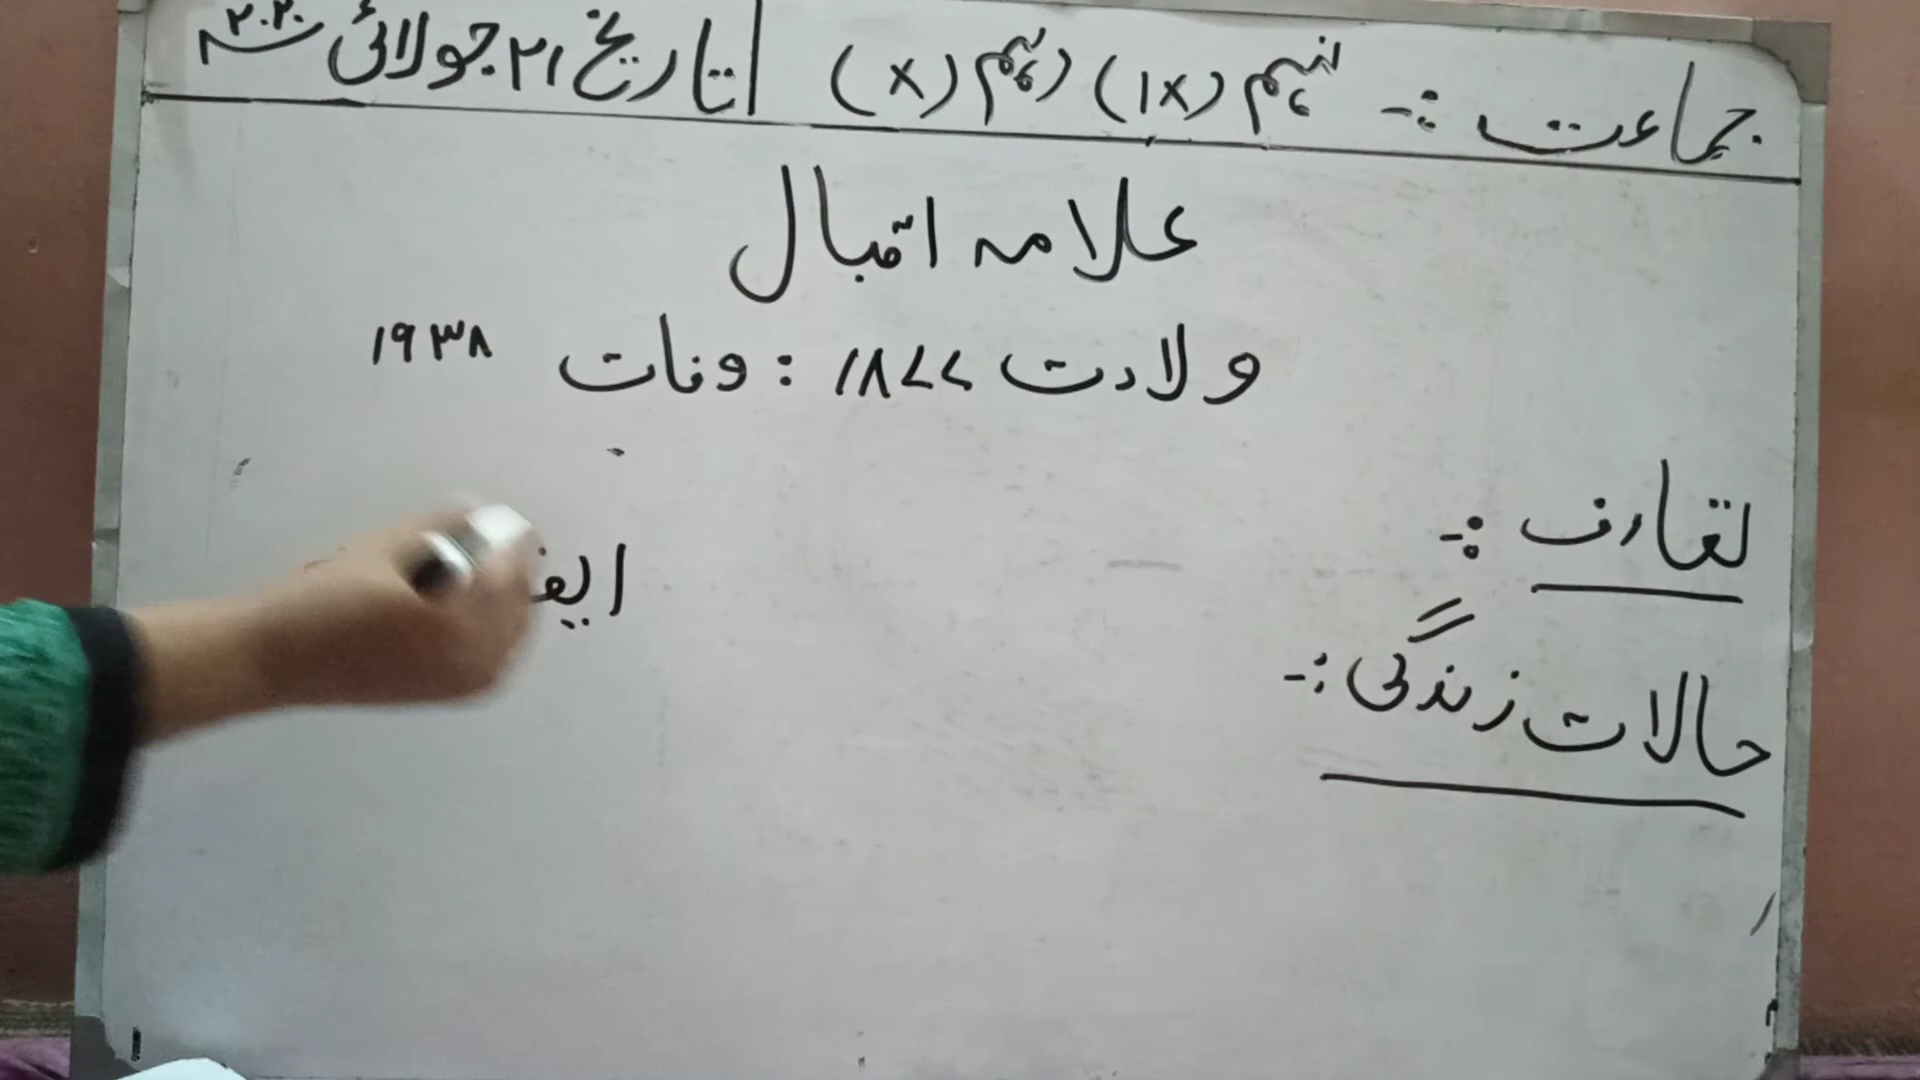 جماعت :- نہم (IX) دہم (X) تاریخ ۲۱ جولائی ۲۰۲۰ء
علامہ اقبال
ولادت ۱۸۷۷ : وفات ۱۹۳۸
تعارف :-
حالات زندگی :-